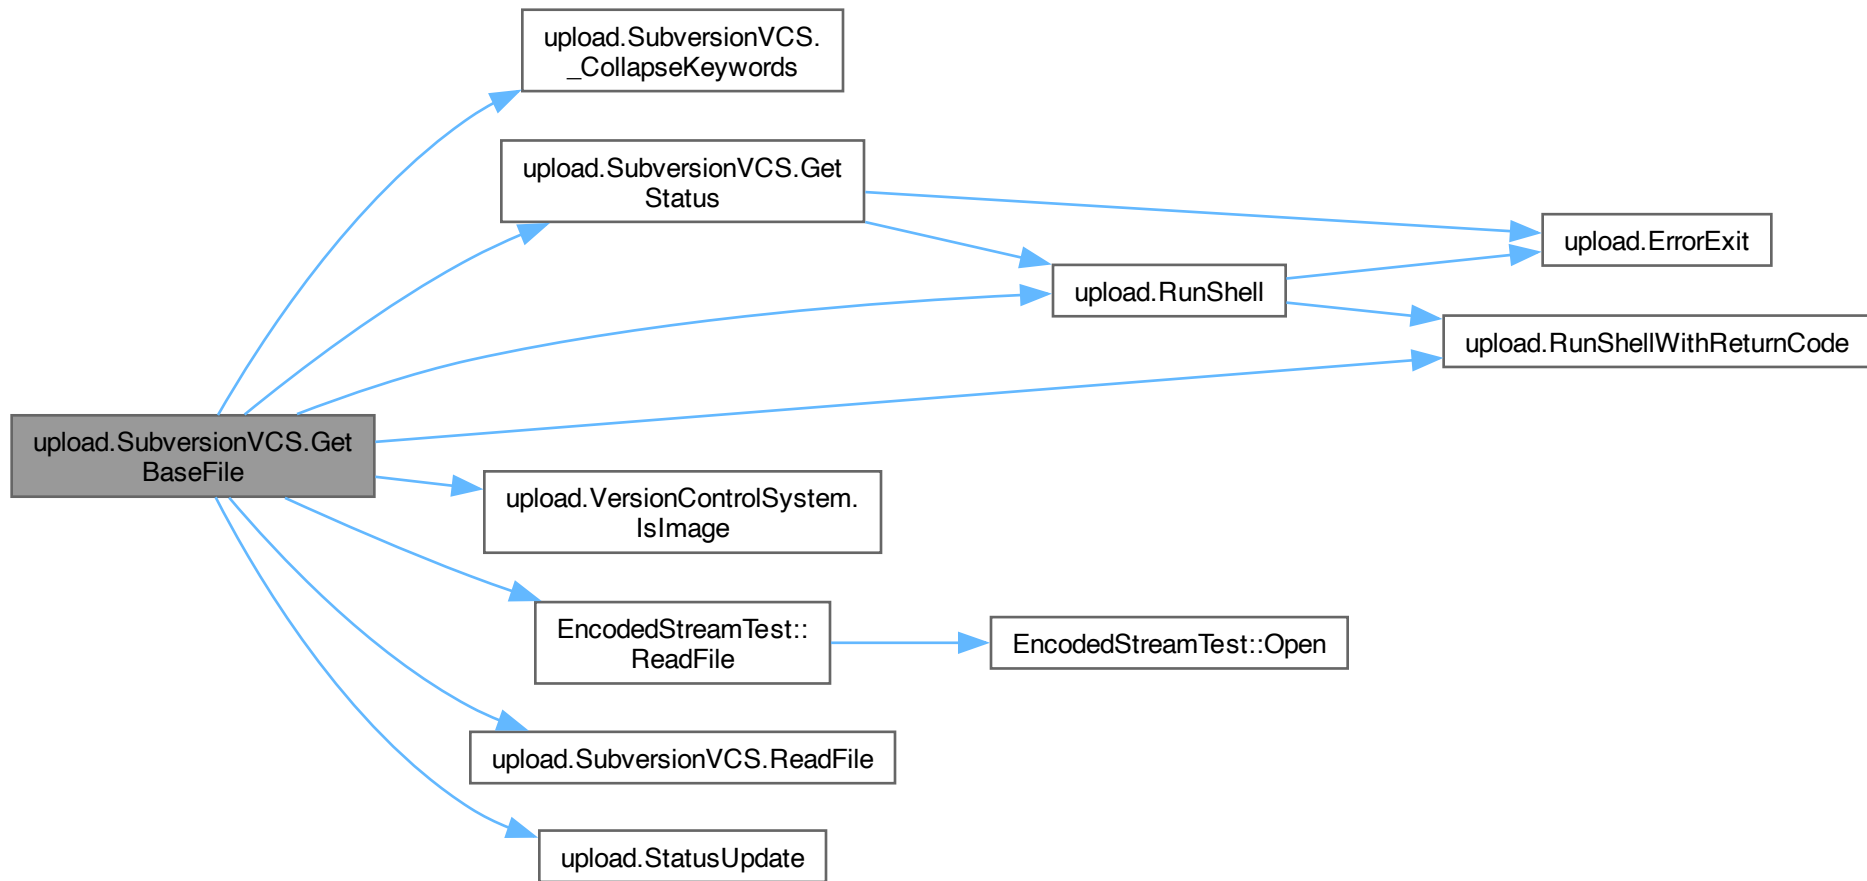 upload.SubversionVCS.
_CollapseKeywords
upload.SubversionVCS.Get
Status
upload.ErrorExit
upload.RunShell
upload.RunShellWithReturnCode
upload.SubversionVCS.Get
BaseFile
upload.VersionControlSystem.
IsImage
EncodedStreamTest::
ReadFile
EncodedStreamTest::Open
upload.SubversionVCS.ReadFile
upload.StatusUpdate